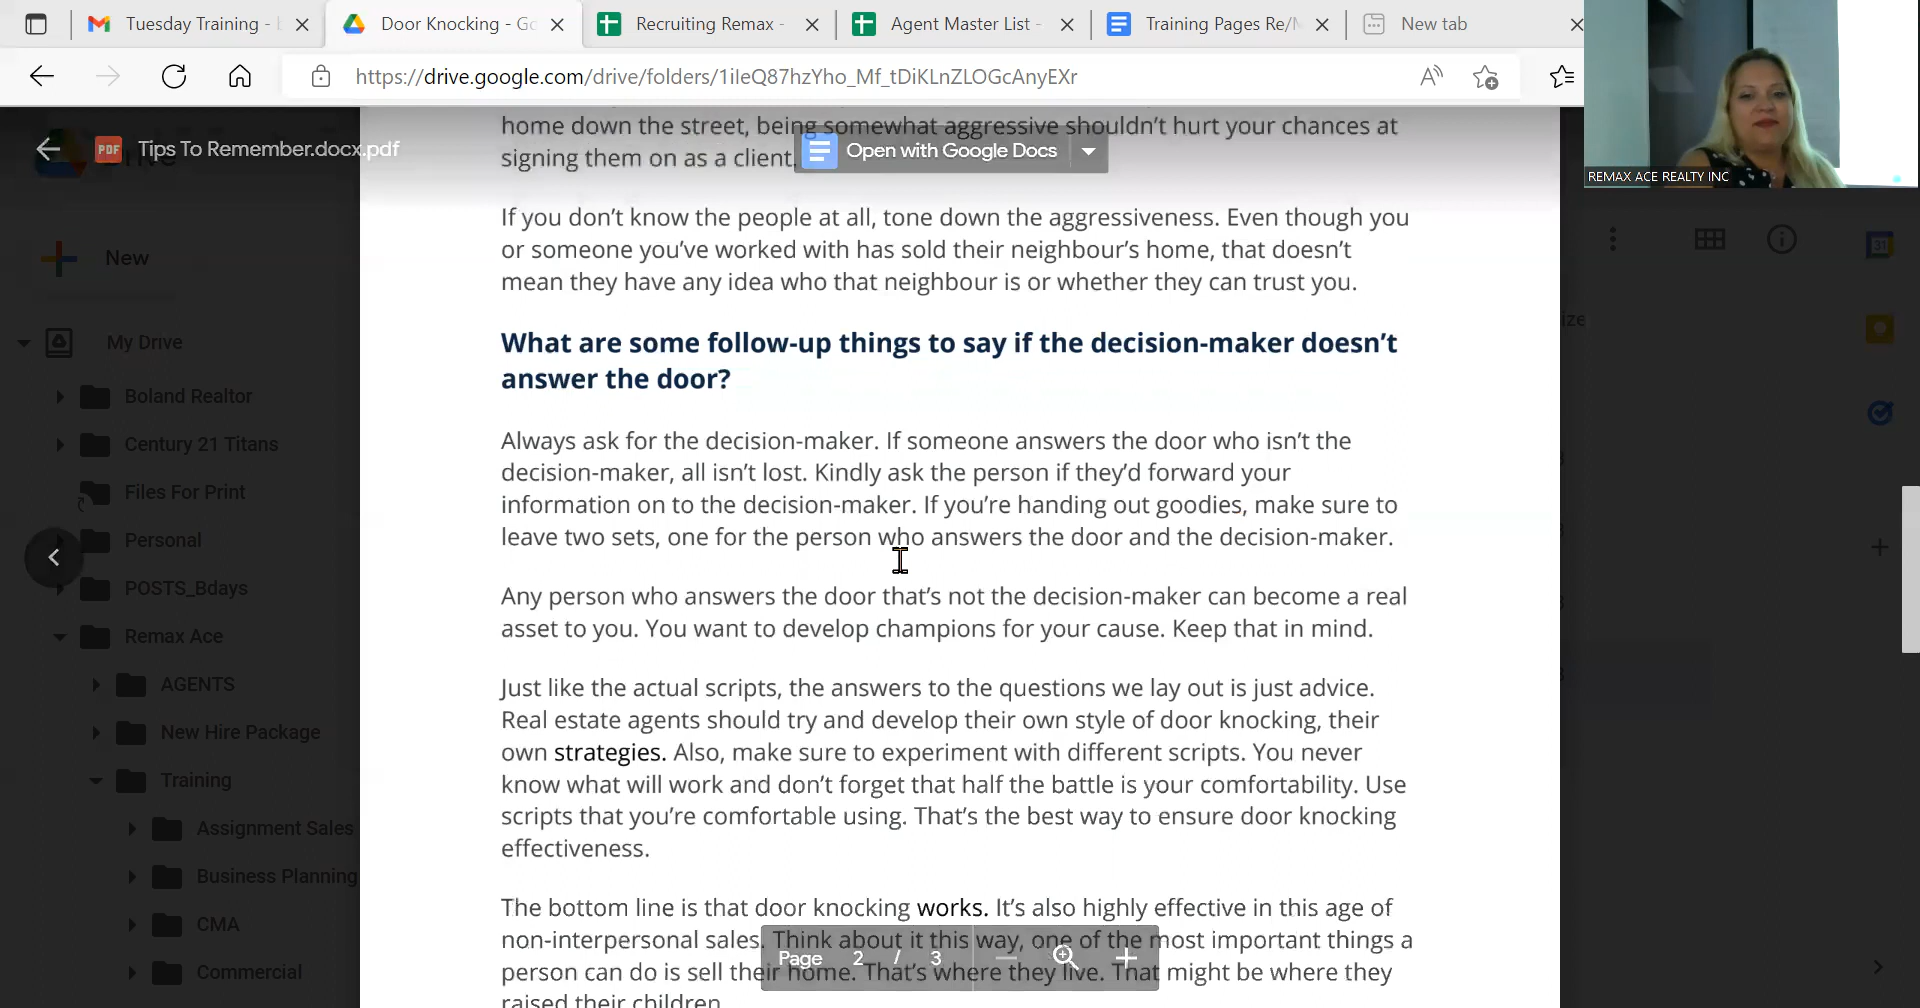 Tuesday Training -
Door Knocking - Go
Recruiting Remax -
Agent Master List -
Training Pages Re/M
New tab
https://drive.google.com/drive/folders/1iIeQ87hzYho_Mf_tDiKLnZLOGcAnyEXr
REMAX ACE REALTY INC
PDF
Tips To Remember.docx.pdf
Open with Google Docs
home down the street, being somewhat aggressive shouldn't hurt your chances at
signing them on as a client.
If you don't know the people at all, tone down the aggressiveness. Even though you
or someone you've worked with has sold their neighbour's home, that doesn't
mean they have any idea who that neighbour is or whether they can trust you.
What are some follow-up things to say if the decision-maker doesn't
answer the door?
Always ask for the decision-maker. If someone answers the door who isn't the
decision-maker, all isn't lost. Kindly ask the person if they'd forward your
information on to the decision-maker. If you're handing out goodies, make sure to
leave two sets, one for the person who answers the door and the decision-maker.
Any person who answers the door that's not the decision-maker can become a real
asset to you. You want to develop champions for your cause. Keep that in mind.
Just like the actual scripts, the answers to the questions we lay out is just advice.
Real estate agents should try and develop their own style of door knocking, their
own strategies. Also, make sure to experiment with different scripts. You never
know what will work and don't forget that half the battle is your comfortability. Use
scripts that you're comfortable using. That's the best way to ensure door knocking
effectiveness.
The bottom line is that door knocking works. It's also highly effective in this age of
non-interpersonal sales. Think about it this way, one of the most important things a
person can do is sell their home. That's where they live. That might be where they
raised their children.
Page 2 / 3
New
My Drive
Boland Realtor
Century 21 Titans
Files For Print
Personal
POSTS_Bdays
Remax Ace
AGENTS
New Hire Package
Training
Assignment Sales
Business Planning
CMA
Commercial
31